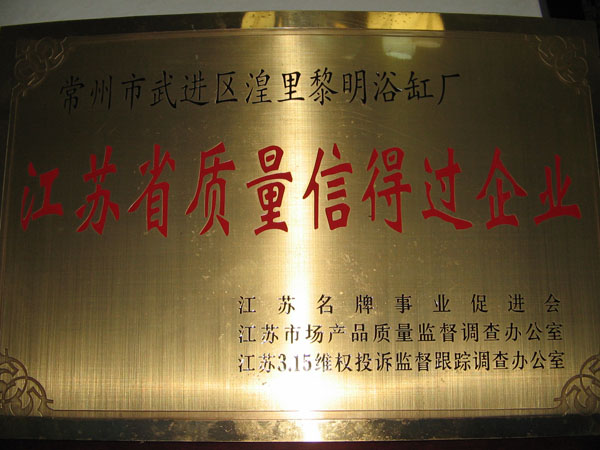 常州市武进区湟里黎明浴缸厂
江苏省质量信得过企业
江苏名牌事业促进会
江苏市场产品质量监督调查办公室
江苏3.15维权投诉监督跟踪调查办公室